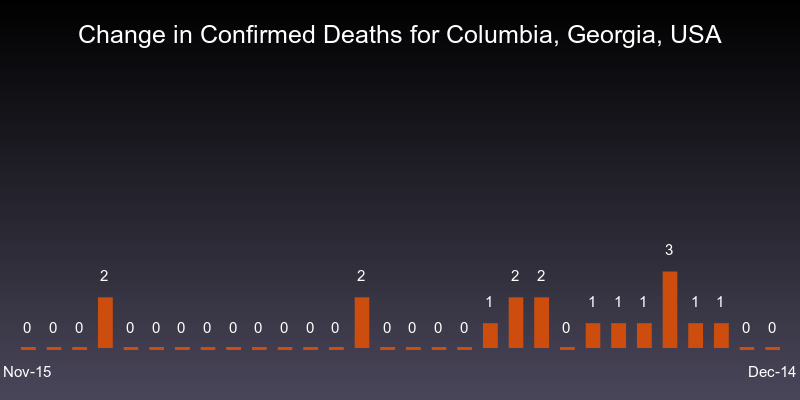 Change in Confirmed Deaths for Columbia, Georgia, USA
3
2 2 2 2
1 1 1 1 1 1
0 0 0 0 0 0 0 0 0 0 0 0 0 0 0 0 0 0 0
Nov-15 Dec-14